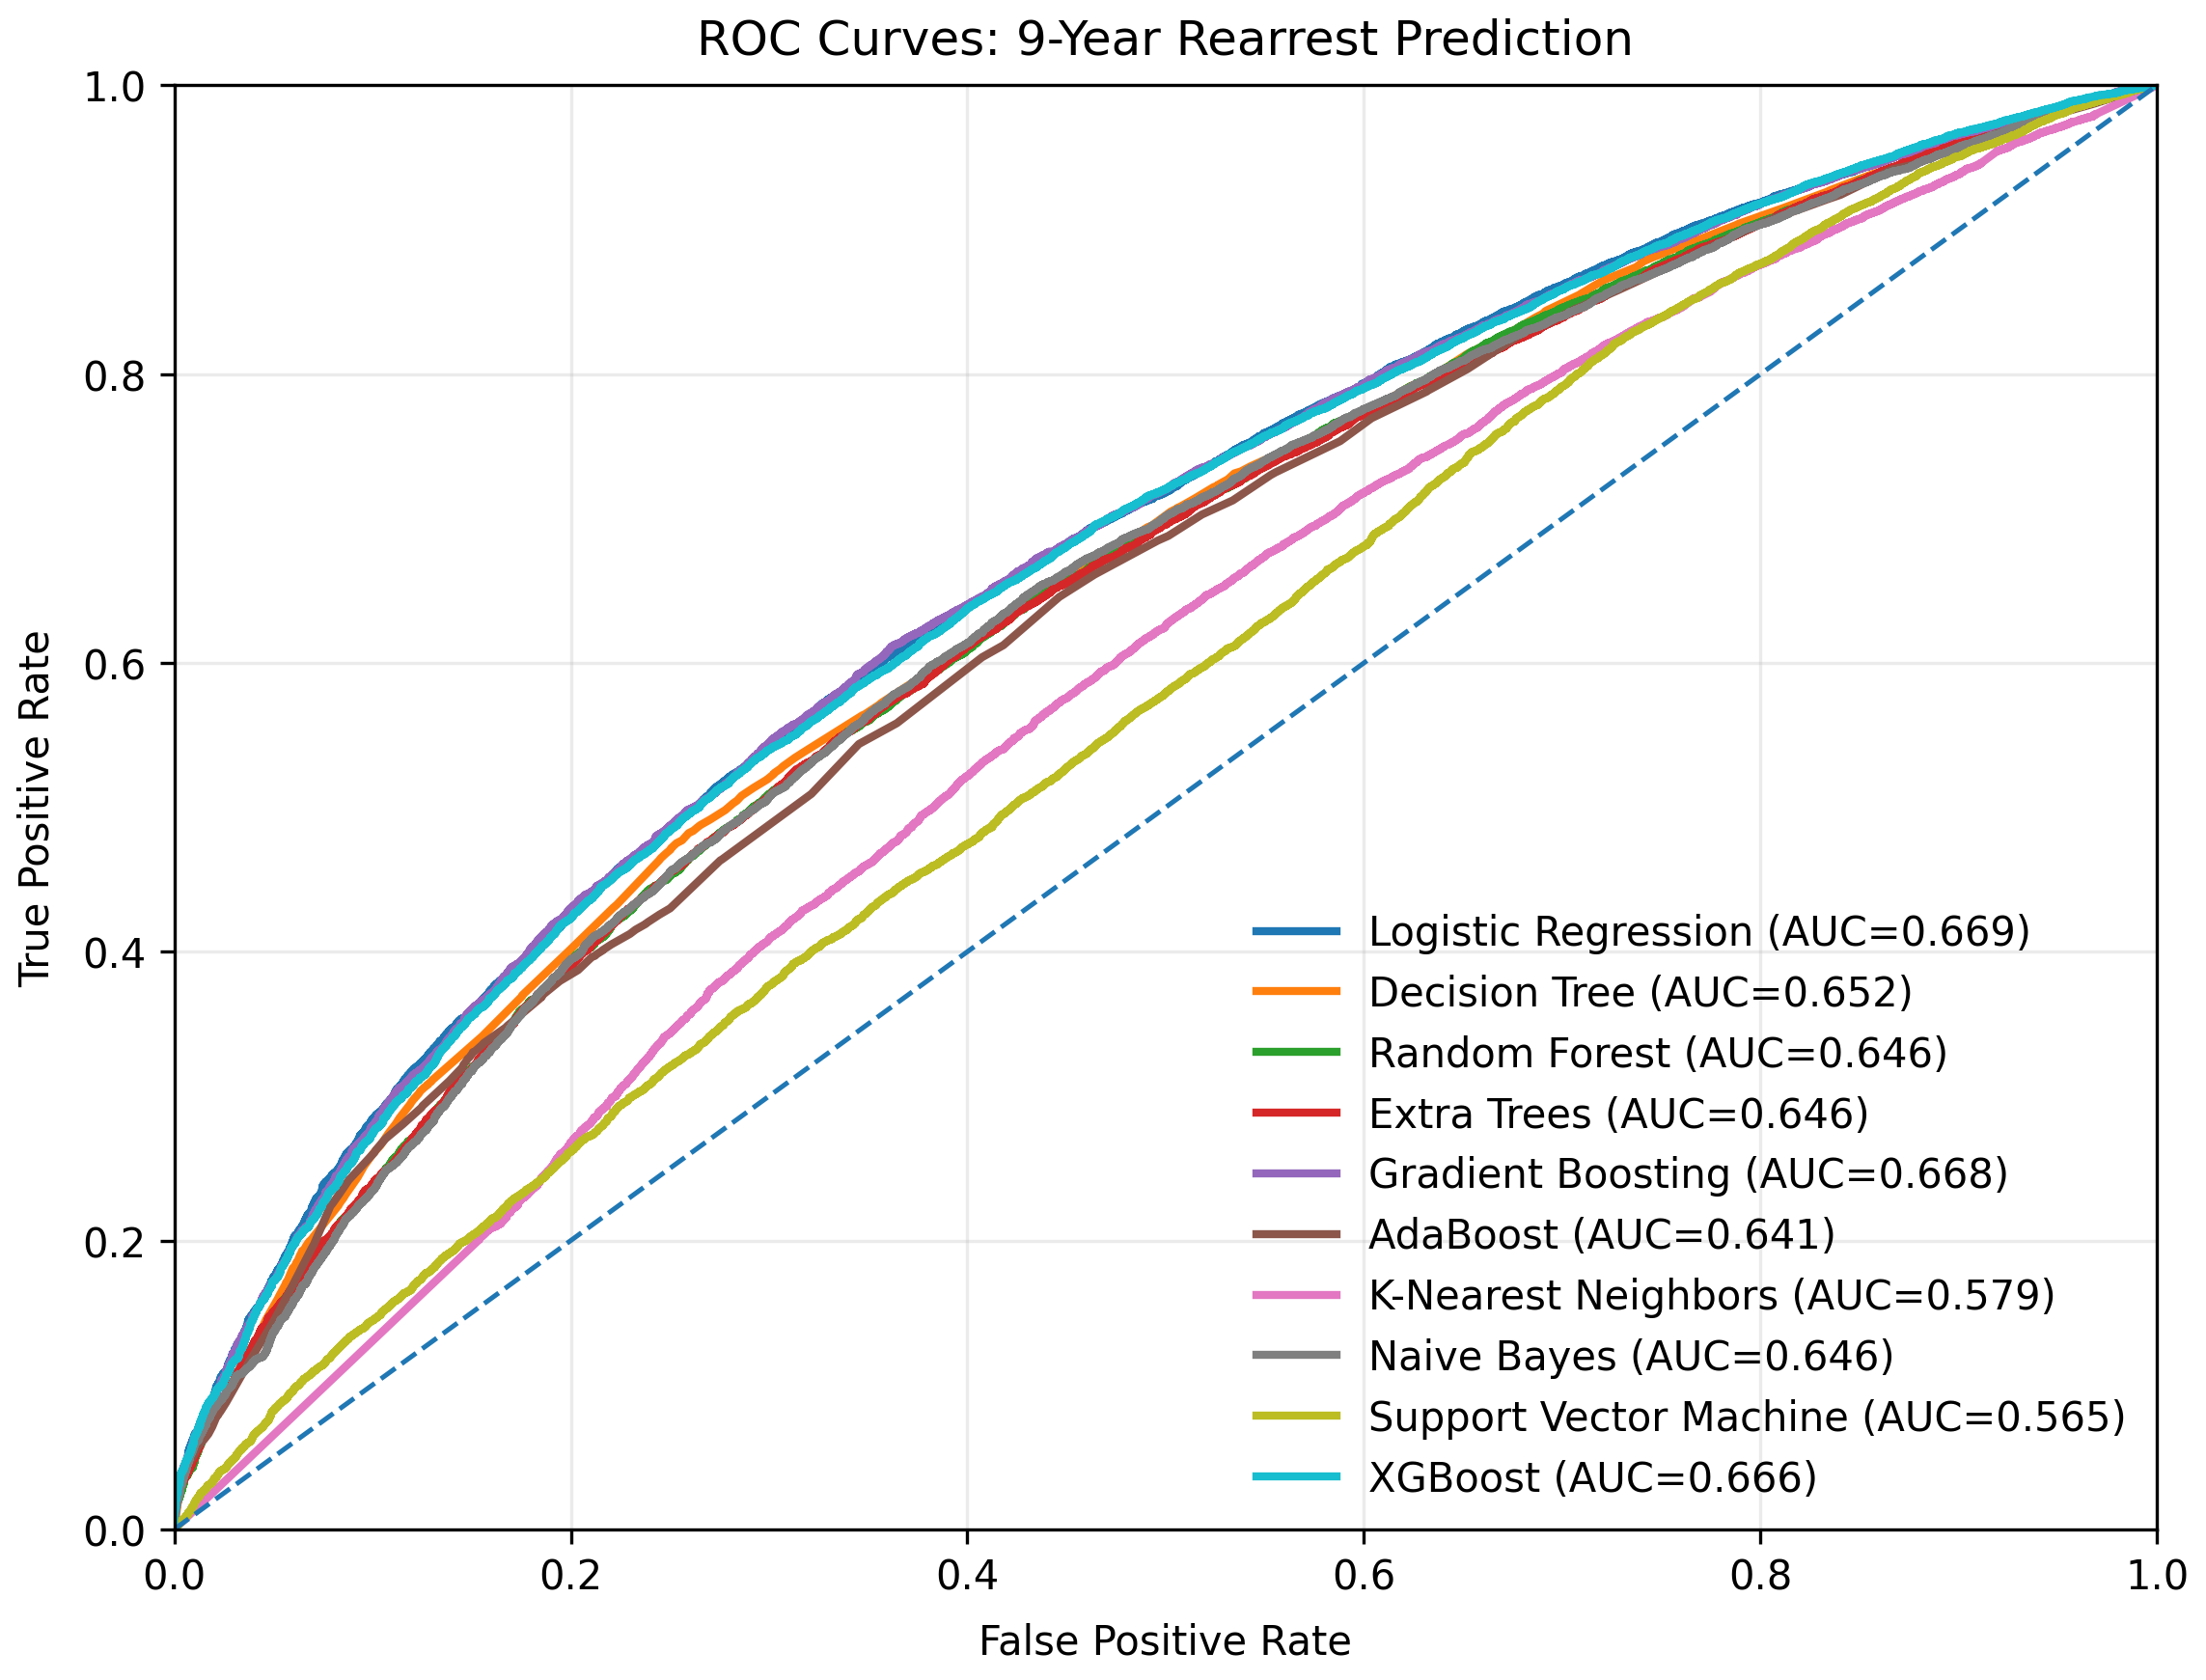 ROC Curves: 9-Year Rearrest Prediction
1.0
0.8
0.6
0.4
0.2
0.0
True Positive Rate
Logistic Regression (AUC=0.669)
Decision Tree (AUC=0.652)
Random Forest (AUC=0.646)
Extra Trees (AUC=0.646)
Gradient Boosting (AUC=0.668)
AdaBoost (AUC=0.641)
K-Nearest Neighbors (AUC=0.579)
Naive Bayes (AUC=0.646)
Support Vector Machine (AUC=0.565)
XGBoost (AUC=0.666)
0.0 0.2 0.4 0.6 0.8 1.0
False Positive Rate